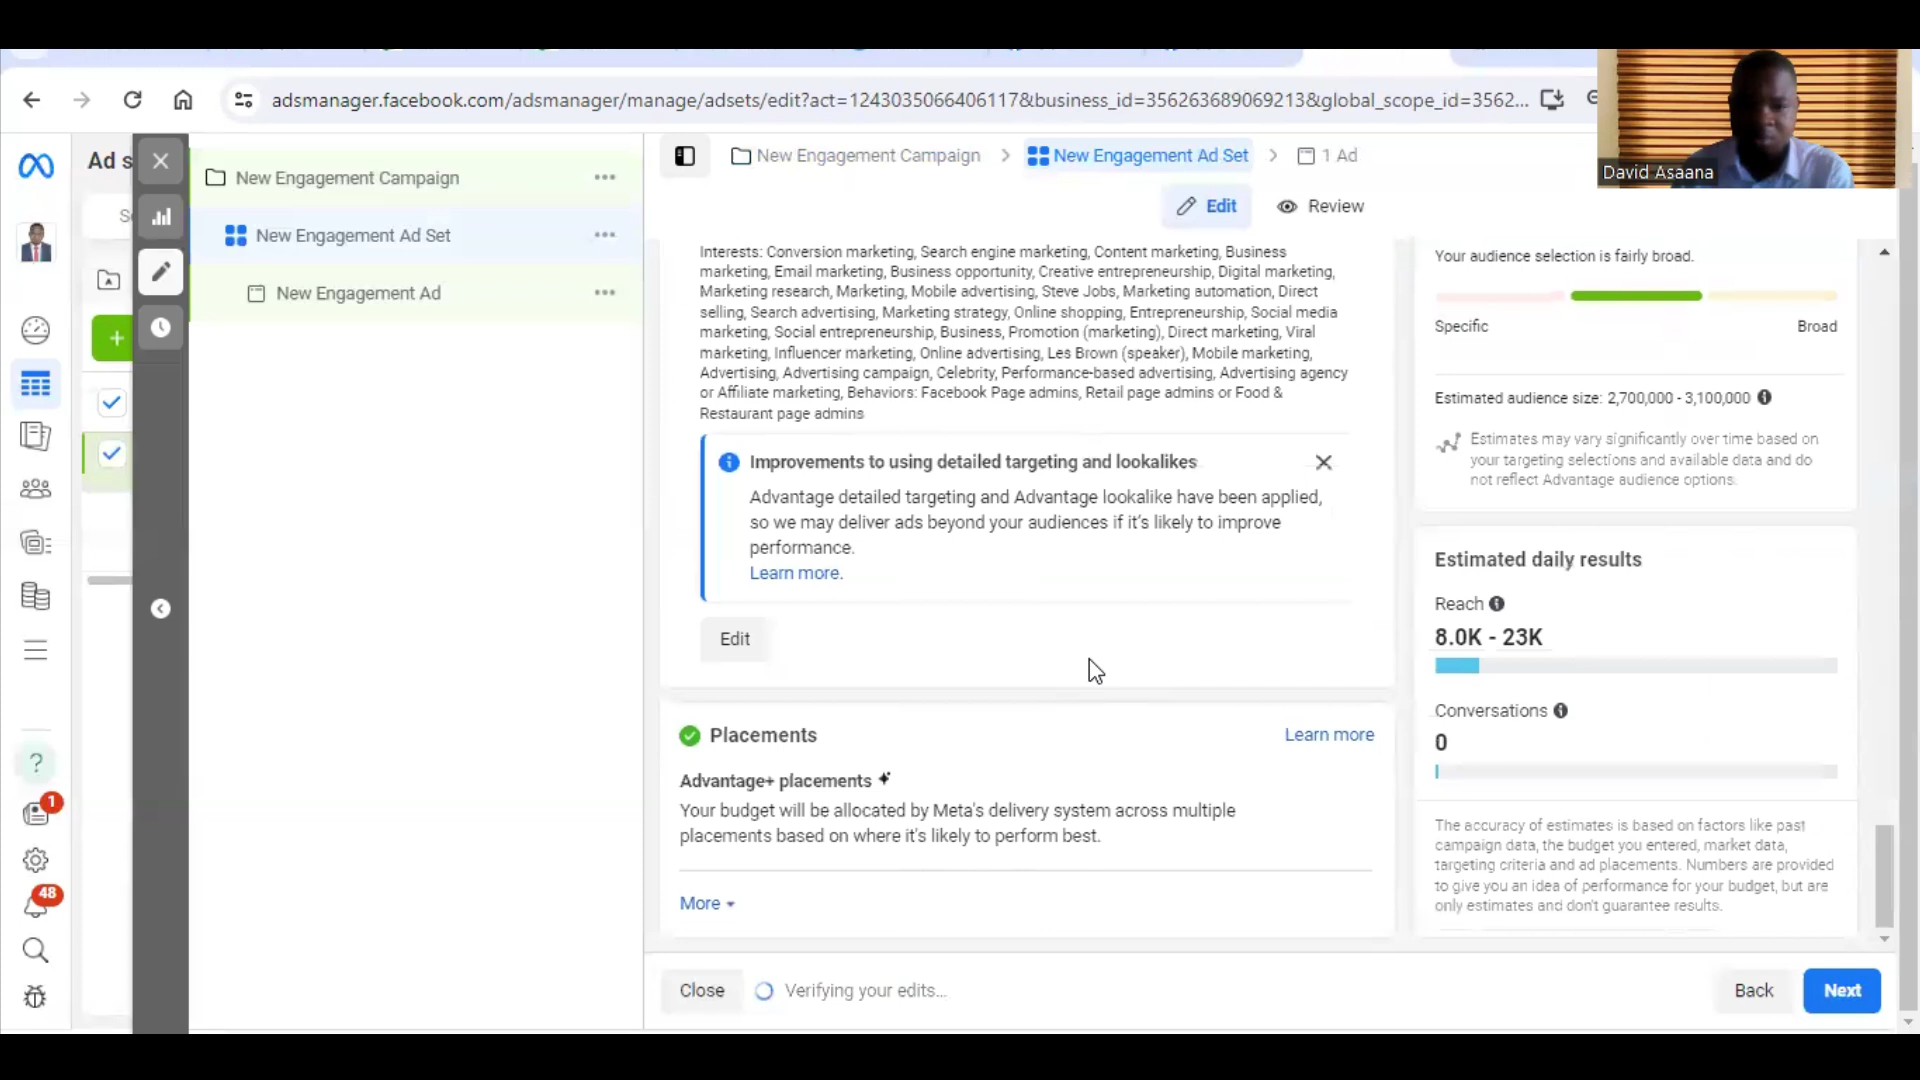 adsmanager.facebook.com/adsmanager/manage/adsets/edit?act=1243035066406117&business_id=356263689069213&global_scope_id=3562...
David Asaana
Ad s
New Engagement Campaign
New Engagement Ad Set
New Engagement Ad
New Engagement Campaign
New Engagement Ad Set
1 Ad
Edit
Review
Interests: Conversion marketing, Search engine marketing, Content marketing, Business
marketing, Email marketing, Business opportunity, Creative entrepreneurship, Digital marketing,
Marketing research, Marketing, Mobile advertising, Steve Jobs, Marketing automation, Direct
selling, Search advertising, Marketing strategy, Online shopping, Entrepreneurship, Social media
marketing, Social entrepreneurship, Business, Promotion (marketing), Direct marketing, Viral
marketing, Influencer marketing, Online advertising, Les Brown (speaker), Mobile marketing,
Advertising, Advertising campaign, Celebrity, Performance-based advertising, Advertising agency
or Affiliate marketing, Behaviors: Facebook Page admins, Retail page admins or Food &
Restaurant page admins
Improvements to using detailed targeting and lookalikes
Advantage detailed targeting and Advantage lookalike have been applied,
so we may deliver ads beyond your audiences if it's likely to improve
performance.
Learn more.
Edit
Placements
Learn more
Advantage+ placements
Your budget will be allocated by Meta's delivery system across multiple
placements based on where it's likely to perform best.
More
Your audience selection is fairly broad.
Specific
Broad
Estimated audience size: 2,700,000 - 3,100,000
Estimates may vary significantly over time based on
your targeting selections and available data and do
not reflect Advantage audience options.
Estimated daily results
Reach
8.0K - 23K
Conversations
0
The accuracy of estimates is based on factors like past
campaign data, the budget you entered, market data,
targeting criteria and ad placements. Numbers are provided
to give you an idea of performance for your budget, but are
only estimates and don't guarantee results.
1
48
Close
Verifying your edits...
Back
Next